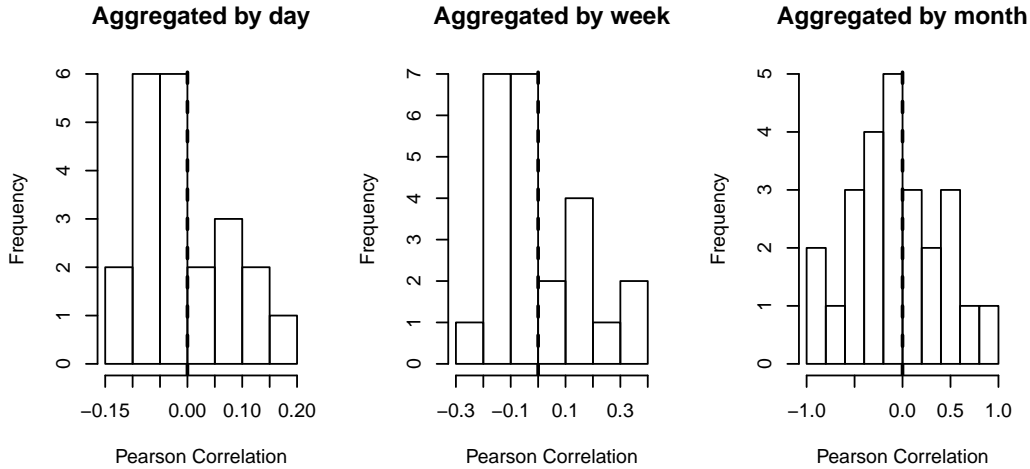 Aggregated by day
Frequency
6
5
4
3
2
1
0
−0.15 0.00 0.10 0.20
Pearson Correlation
Aggregated by week
Frequency
7
6
5
4
3
2
1
0
−0.3 −0.1 0.1 0.3
Pearson Correlation
Aggregated by month
Frequency
5
4
3
2
1
0
−1.0 0.0 0.5 1.0
Pearson Correlation